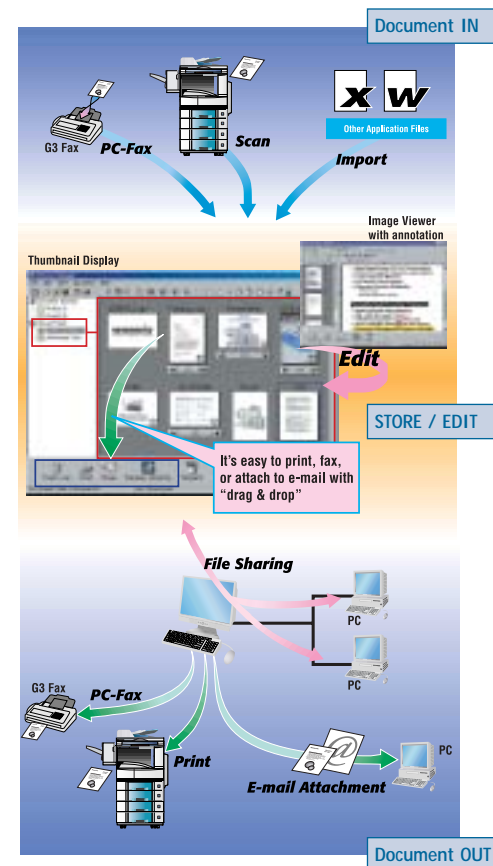 Document IN
X W
Other Application Files
G3 Fax
PC-Fax
Scan
Import
Image Viewer
with annotation
Thumbnail Display
Edit
STORE / EDIT
It's easy to print, fax,
or attach to e-mail with
“drag & drop”
File Sharing
PC
PC
G3 Fax
PC-Fax
Print
@
PC
E-mail Attachment
Document OUT